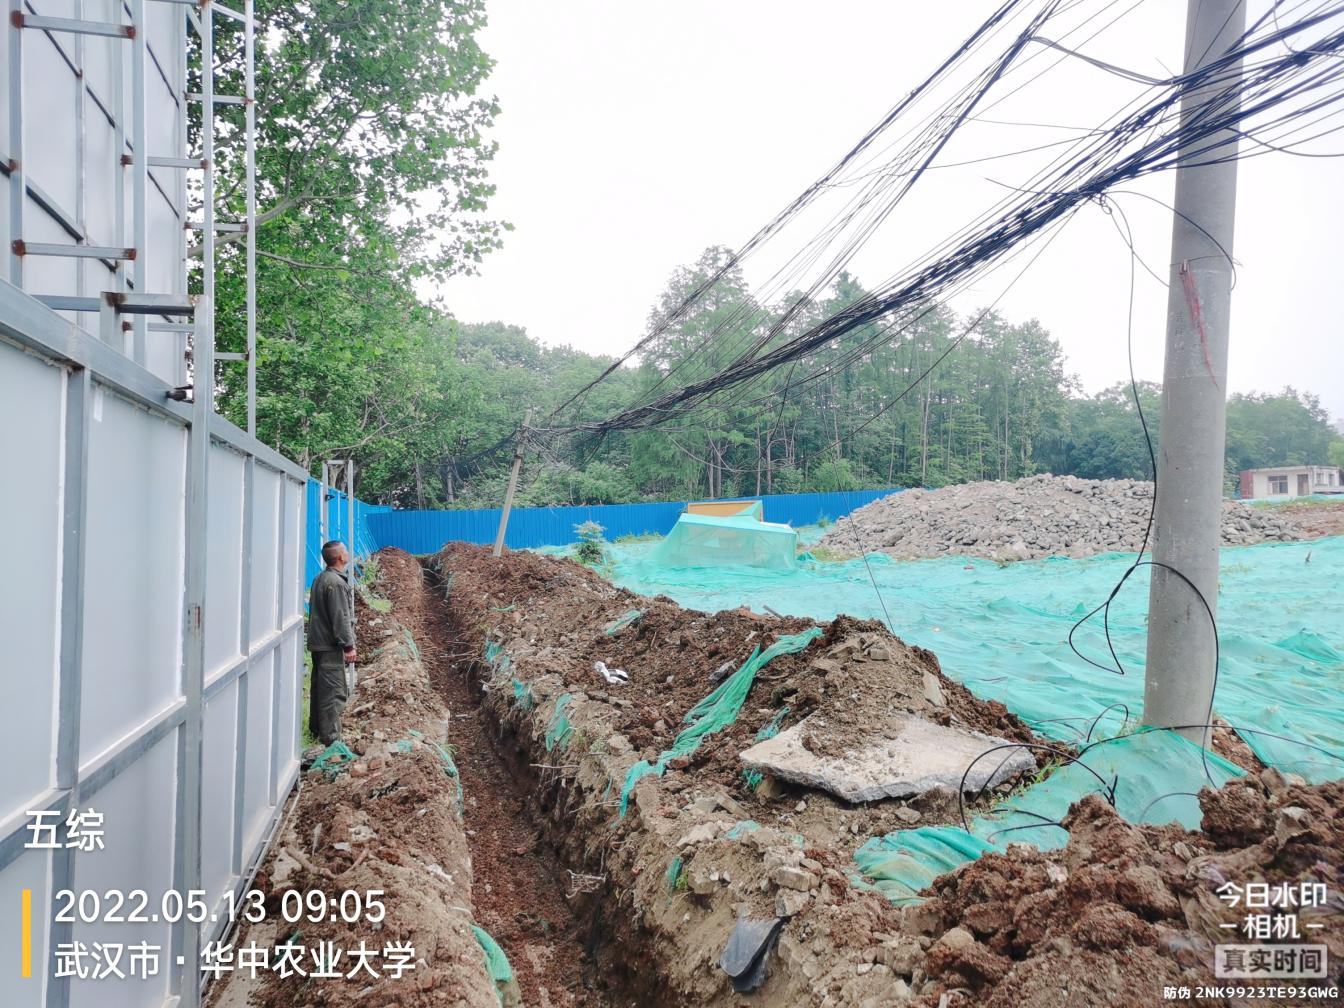 五综
2022.05.13 09:05
武汉市·华中农业大学
今日水印
相机
真实时间
防伪 2NK9923TE93GWG